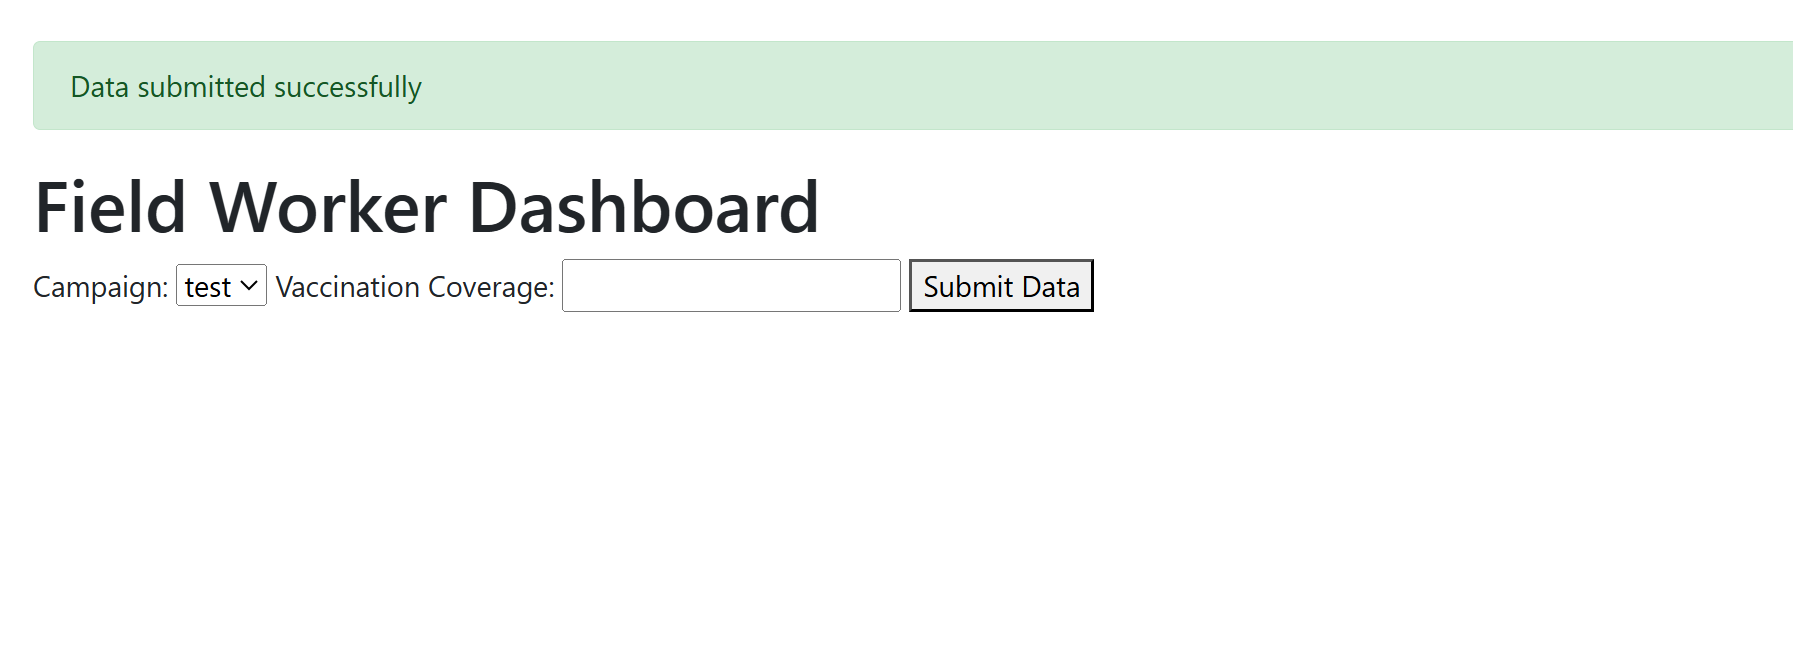 Data submitted successfully
Field Worker Dashboard
Campaign: test Vaccination Coverage: Submit Data